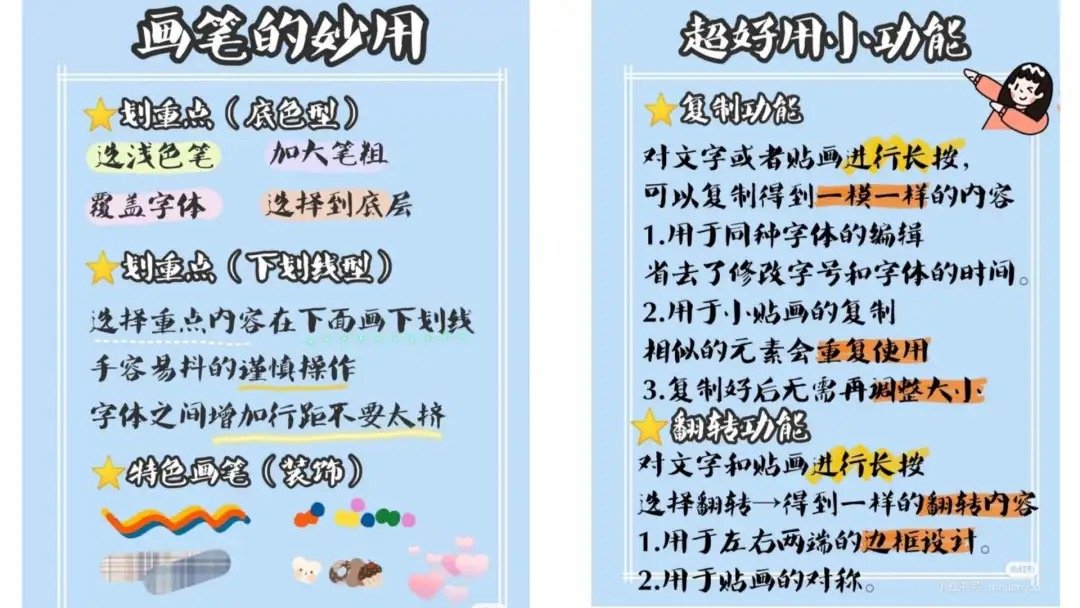 画笔的妙用
划重点（底色型）
选浅色笔 加大笔粗
覆盖字体 选择到底层
划重点（下划线型）
选择重点内容在下面画下划线
手容易抖的谨慎操作
字体之间增加行距不要太挤
特色画笔（装饰）
超好用小功能
复制功能
对文字或者贴画进行长按，
可以复制得到一模一样的内容
1.用于同种字体的编辑
省去了修改字号和字体的时间。
2.用于小贴画的复制
相似的元素会重复使用
3.复制好后无需再调整大小
翻转功能
对文字和贴画进行长按
选择翻转→得到一样的翻转内容
1.用于左右两端的边框设计。
2.用于贴画的对称。
小红书号